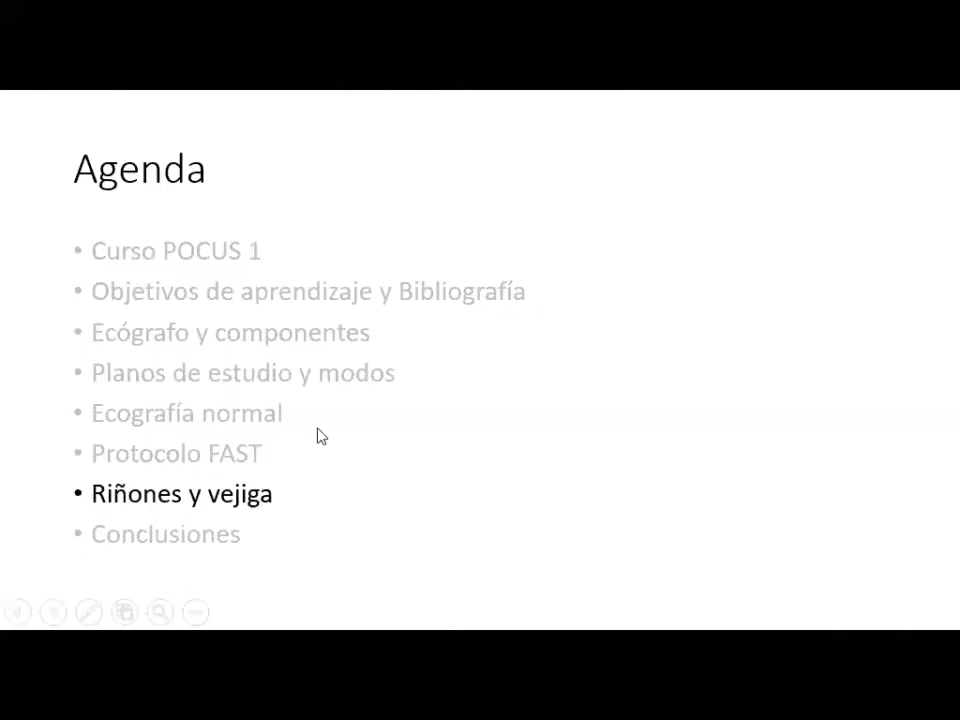 Agenda
• Curso POCUS 1
• Objetivos de aprendizaje y Bibliografía
• Ecógrafo y componentes
• Planos de estudio y modos
• Ecografía normal
• Protocolo FAST
• Riñones y vejiga
• Conclusiones